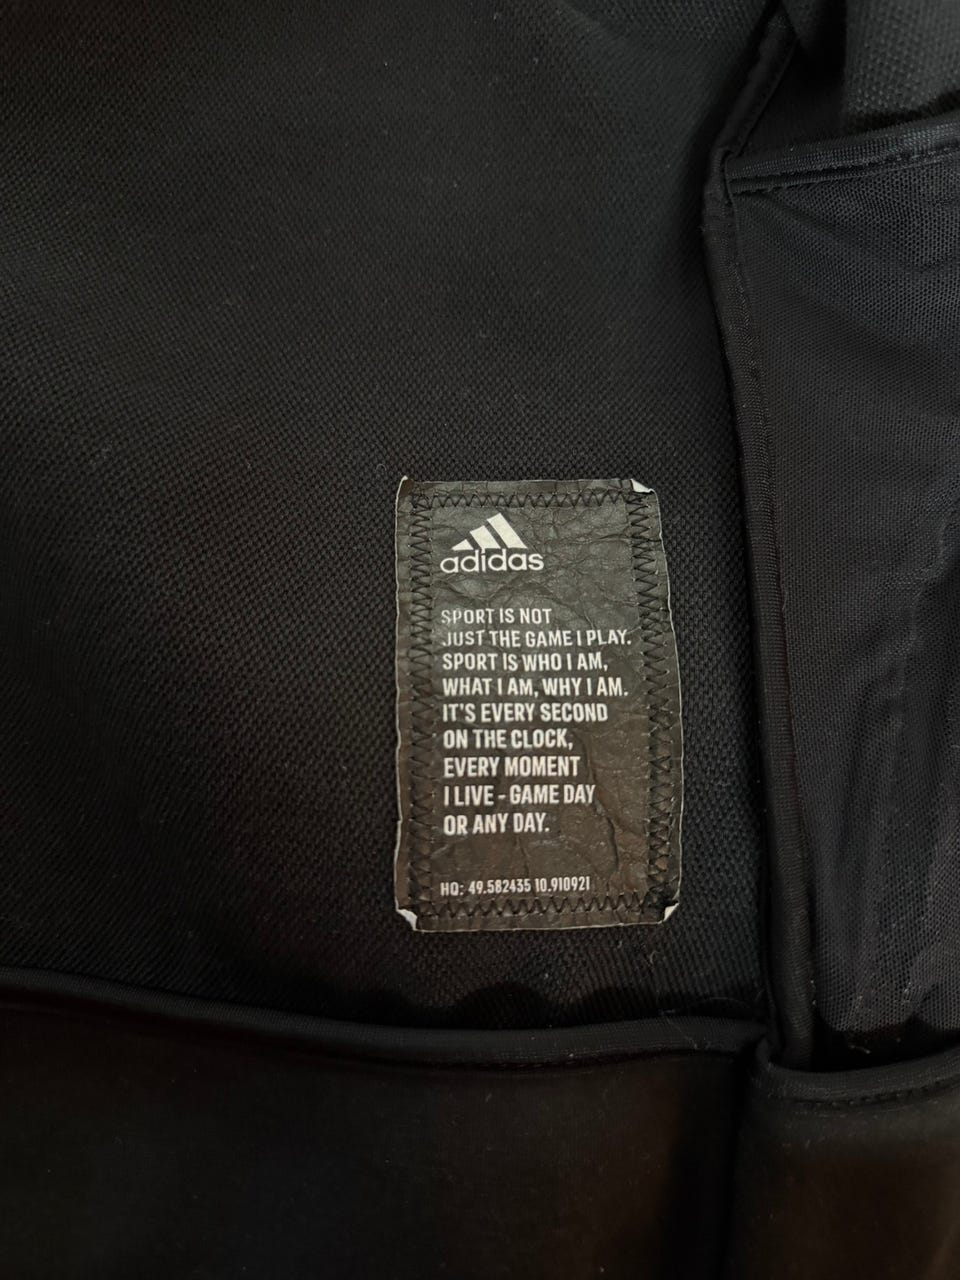 adidas
SPORT IS NOT
JUST THE GAME I PLAY.
SPORT IS WHO I AM,
WHAT I AM, WHY I AM.
IT'S EVERY SECOND
ON THE CLOCK,
EVERY MOMENT
I LIVE - GAME DAY
OR ANY DAY.
HQ: 49.582435 10.910921